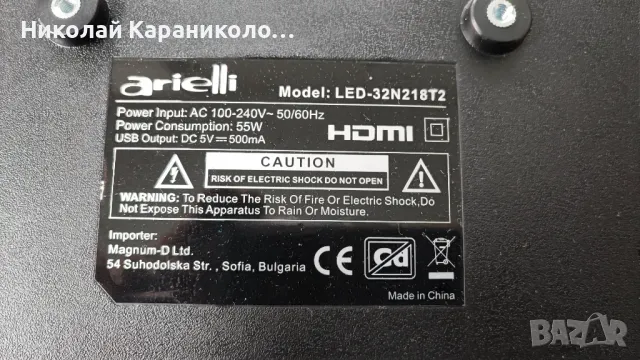 Николай Караниколо...
arielli
Model: LED-32N218T2
Power Input: AC 100-240V~ 50/60Hz
Power Consumption: 55W
USB Output: DC 5V⎓500mA
HDMI
CAUTION
RISK OF ELECTRIC SHOCK DO NOT OPEN
WARNING: To Reduce The Risk Of Fire Or Electric Shock,Do
Not Expose This Apparatus To Rain Or Moisture.
Importer:
Magnum-D Ltd.
54 Suhodolska Str. , Sofia, Bulgaria
CE
Pb
Made in China
BAZAR